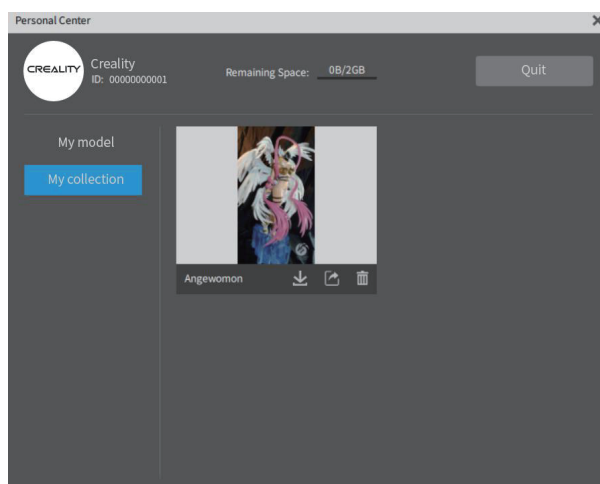 Personal Center
CREALITY
Creality
ID: 00000000001
Remaining Space: 0B/2GB
Quit
My model
My collection
Angewomon